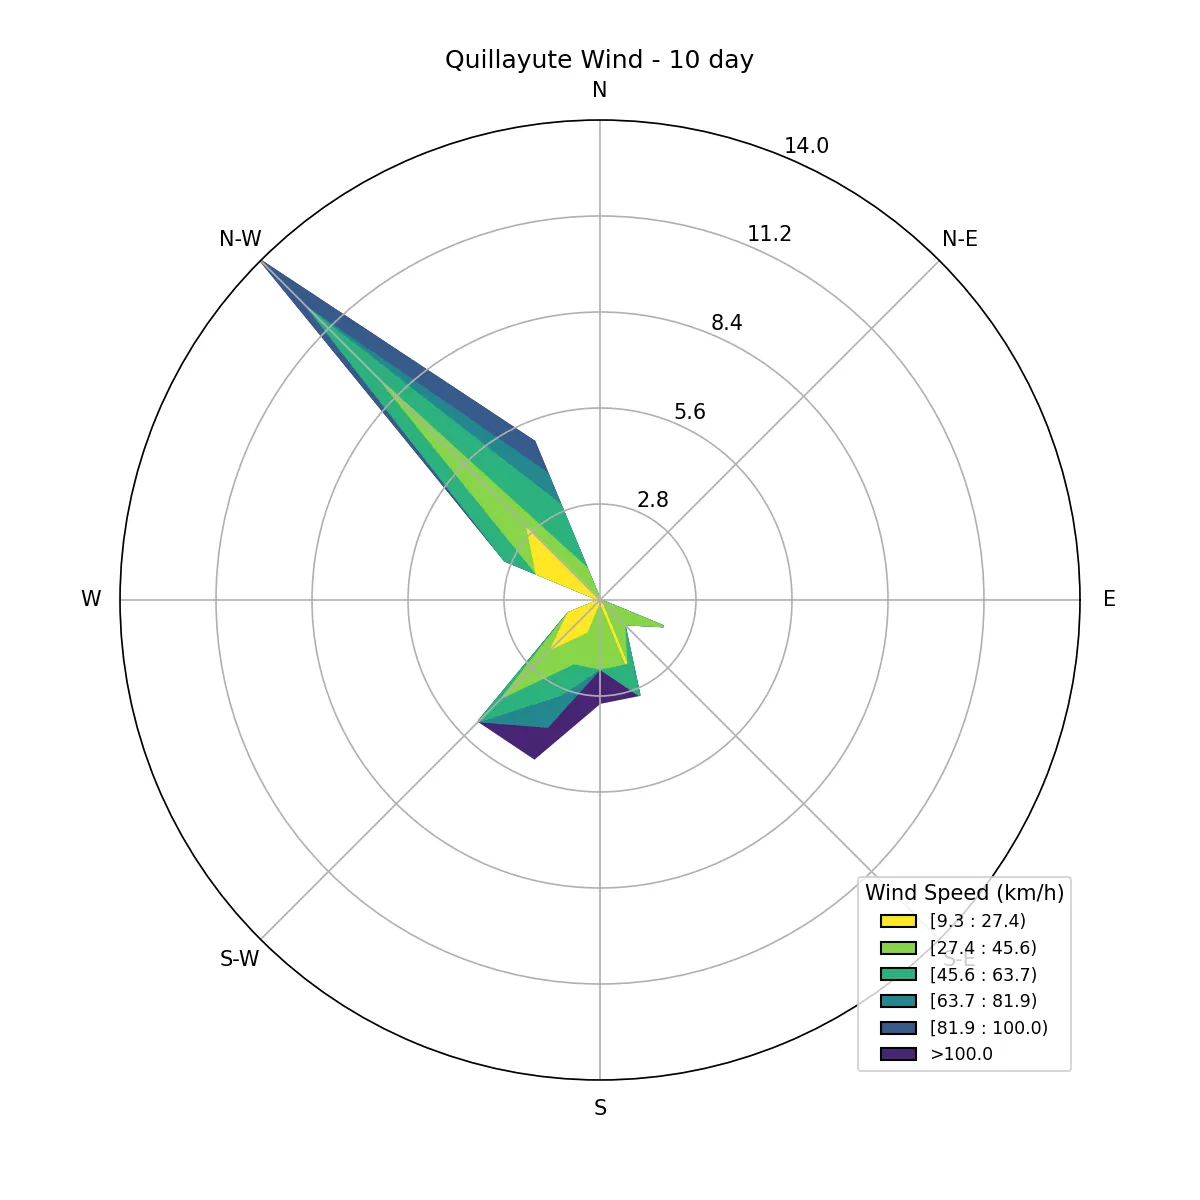 Quillayute Wind - 10 day
N
14.0
11.2
N-W
N-E
8.4
5.6
2.8
W
E
S-W
S-E
S
Wind Speed (km/h)
[9.3 : 27.4)
[27.4 : 45.6)
[45.6 : 63.7)
[63.7 : 81.9)
[81.9 : 100.0)
>100.0